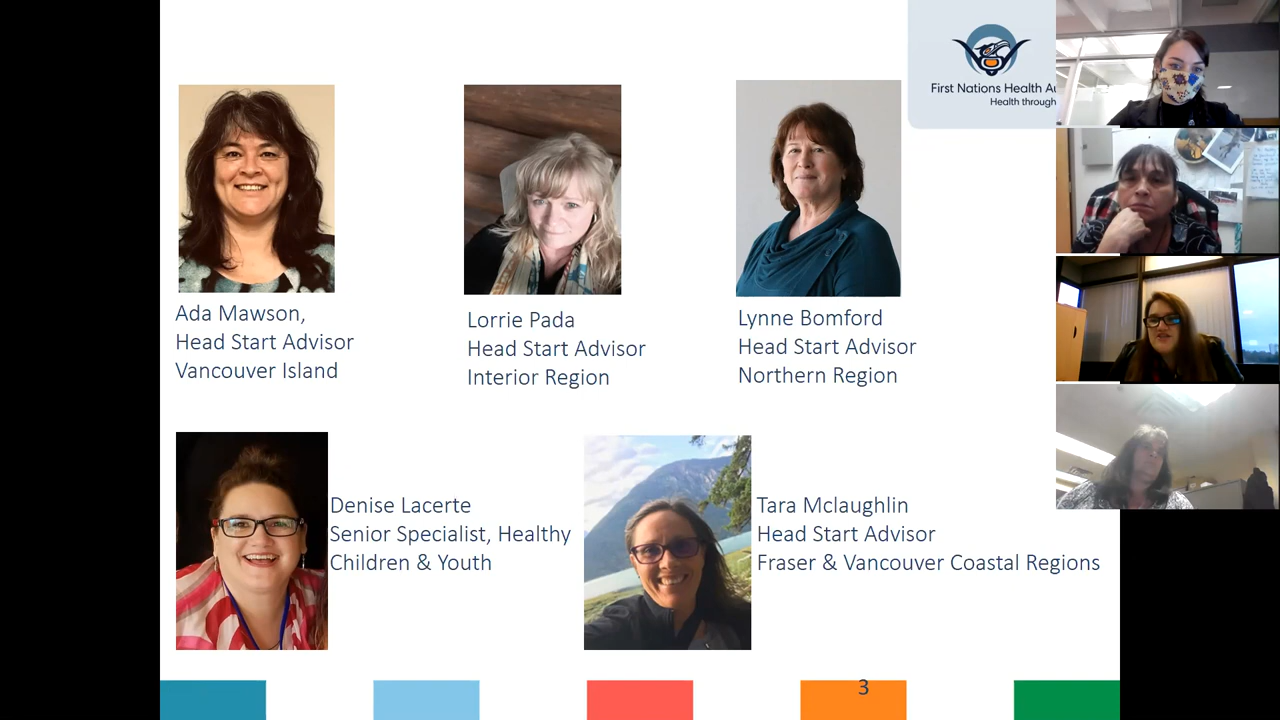 First Nations Health Au
Health through
Ada Mawson,
Head Start Advisor
Vancouver Island
Lorrie Pada
Head Start Advisor
Interior Region
Lynne Bomford
Head Start Advisor
Northern Region
Denise Lacerte
Senior Specialist, Healthy
Children & Youth
Tara Mclaughlin
Head Start Advisor
Fraser & Vancouver Coastal Regions
3